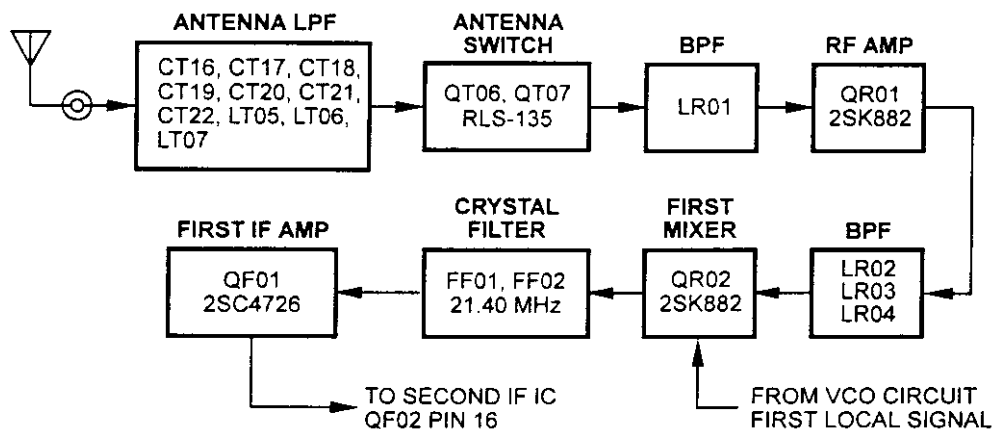 ANTENNA LPF
CT16, CT17, CT18,
CT19, CT20, CT21,
CT22, LT05, LT06,
LT07
ANTENNA
SWITCH
QT06, QT07
RLS-135
BPF
LR01
RF AMP
QR01
2SK882
FIRST IF AMP
QF01
2SC4726
CRYSTAL
FILTER
FF01, FF02
21.40 MHz
FIRST
MIXER
QR02
2SK882
BPF
LR02
LR03
LR04
TO SECOND IF IC
QF02 PIN 16
FROM VCO CIRCUIT
FIRST LOCAL SIGNAL